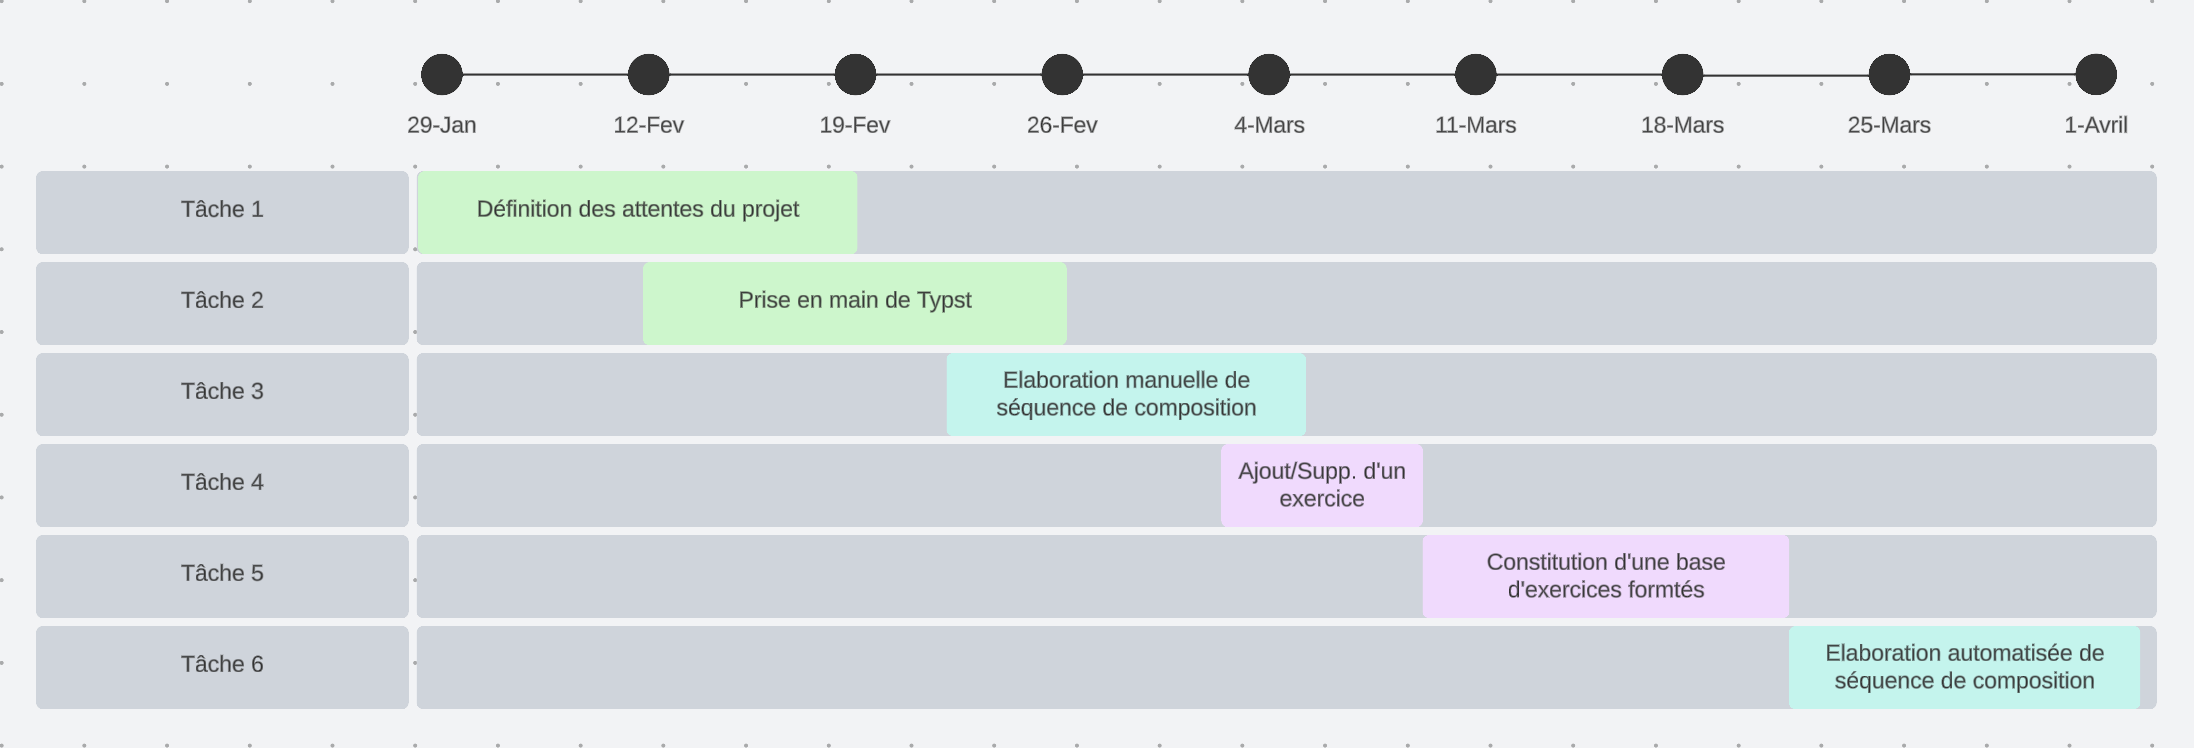 29-Jan
12-Fev
19-Fev
26-Fev
4-Mars
11-Mars
18-Mars
25-Mars
1-Avril
Tâche 1
Définition des attentes du projet
Tâche 2
Prise en main de Typst
Tâche 3
Elaboration manuelle de
séquence de composition
Tâche 4
Ajout/Supp. d'un
exercice
Tâche 5
Constitution d'une base
d'exercices formtés
Tâche 6
Elaboration automatisée de
séquence de composition